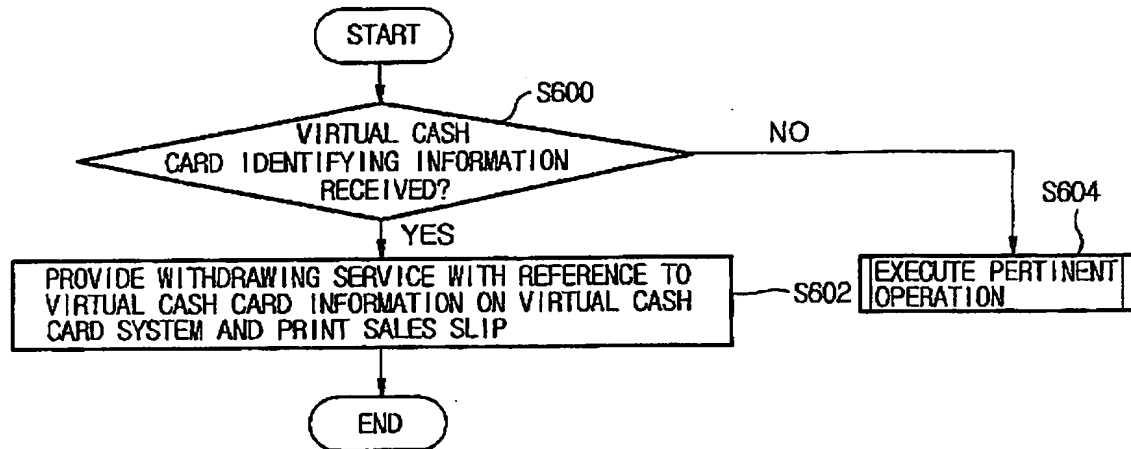 START
S600
VIRTUAL CASH
CARD IDENTIFYING INFORMATION
RECEIVED?
NO
YES
S604
EXECUTE PERTINENT
OPERATION
PROVIDE WITHDRAWING SERVICE WITH REFERENCE TO
VIRTUAL CASH CARD INFORMATION ON VIRTUAL CASH
CARD SYSTEM AND PRINT SALES SLIP
S602
END